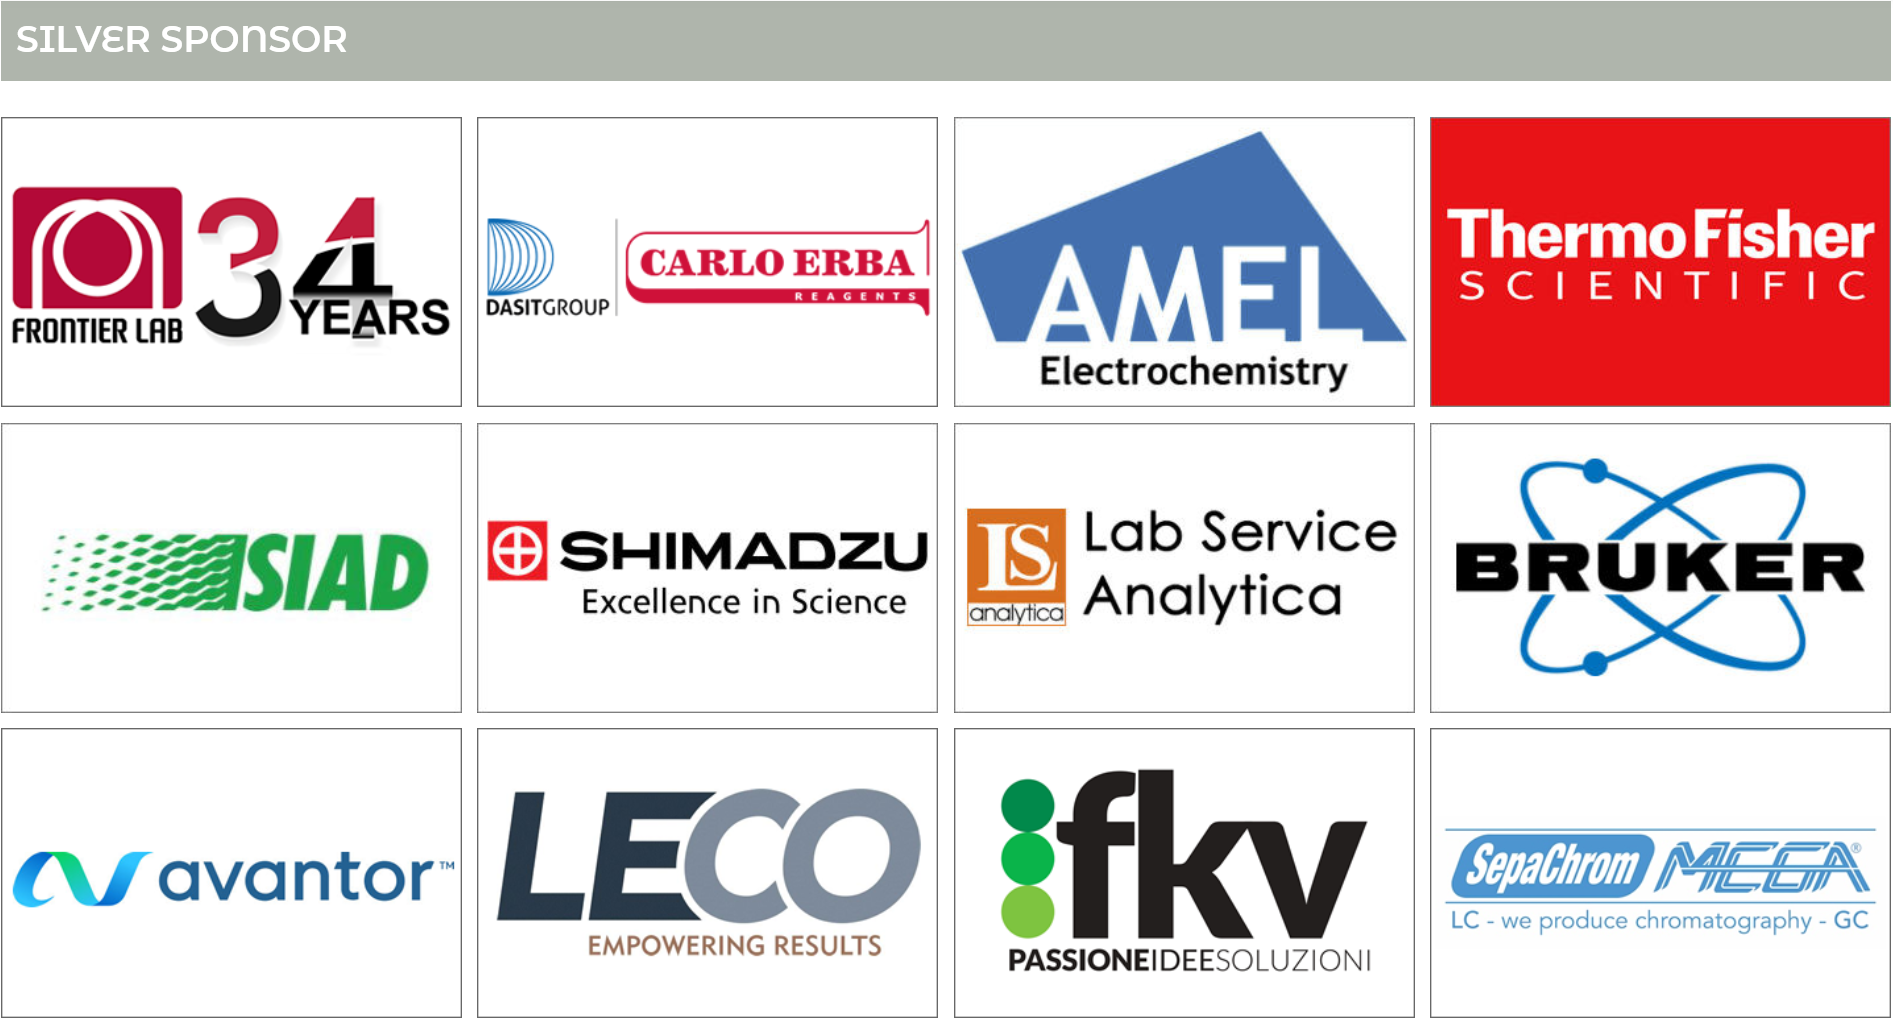 SILVER SPONSOR
FRONTIER LAB
34
YEARS
DASITGROUP
CARLO ERBA
REAGENTS
AMEL
Electrochemistry
ThermoFisher
SCIENTIFIC
SIAD
SHIMADZU
Excellence in Science
LS
analytica
Lab Service
Analytica
BRUKER
avantor™
LECO
EMPOWERING RESULTS
fkv
PASSIONEIDEESOLUZIONI
SepaChrom MEGA®
LC - we produce chromatography - GC